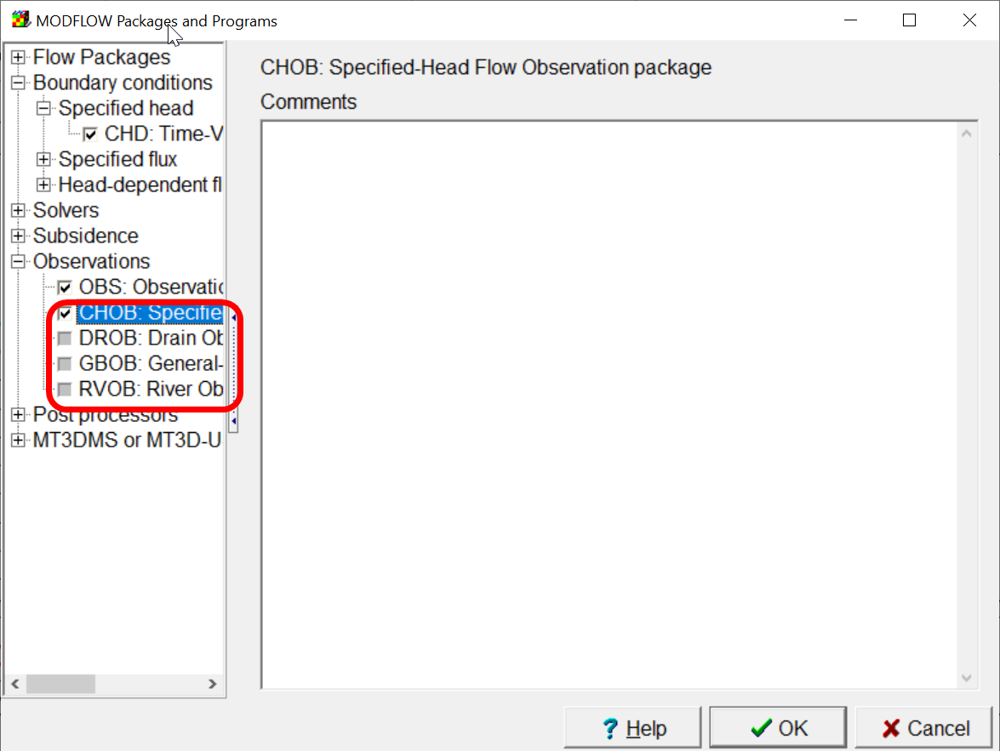 MODFLOW Packages and Programs
Flow Packages
Boundary conditions
Specified head
CHD: Time-V
Specified flux
Head-dependent fl
Solvers
Subsidence
Observations
OBS: Observatio
CHOB: Specifie
DROB: Drain Ob
GBOB: General-
RVOB: River Ob
Post processors
MT3DMS or MT3D-U
CHOB: Specified-Head Flow Observation package
Comments
Help
OK
Cancel